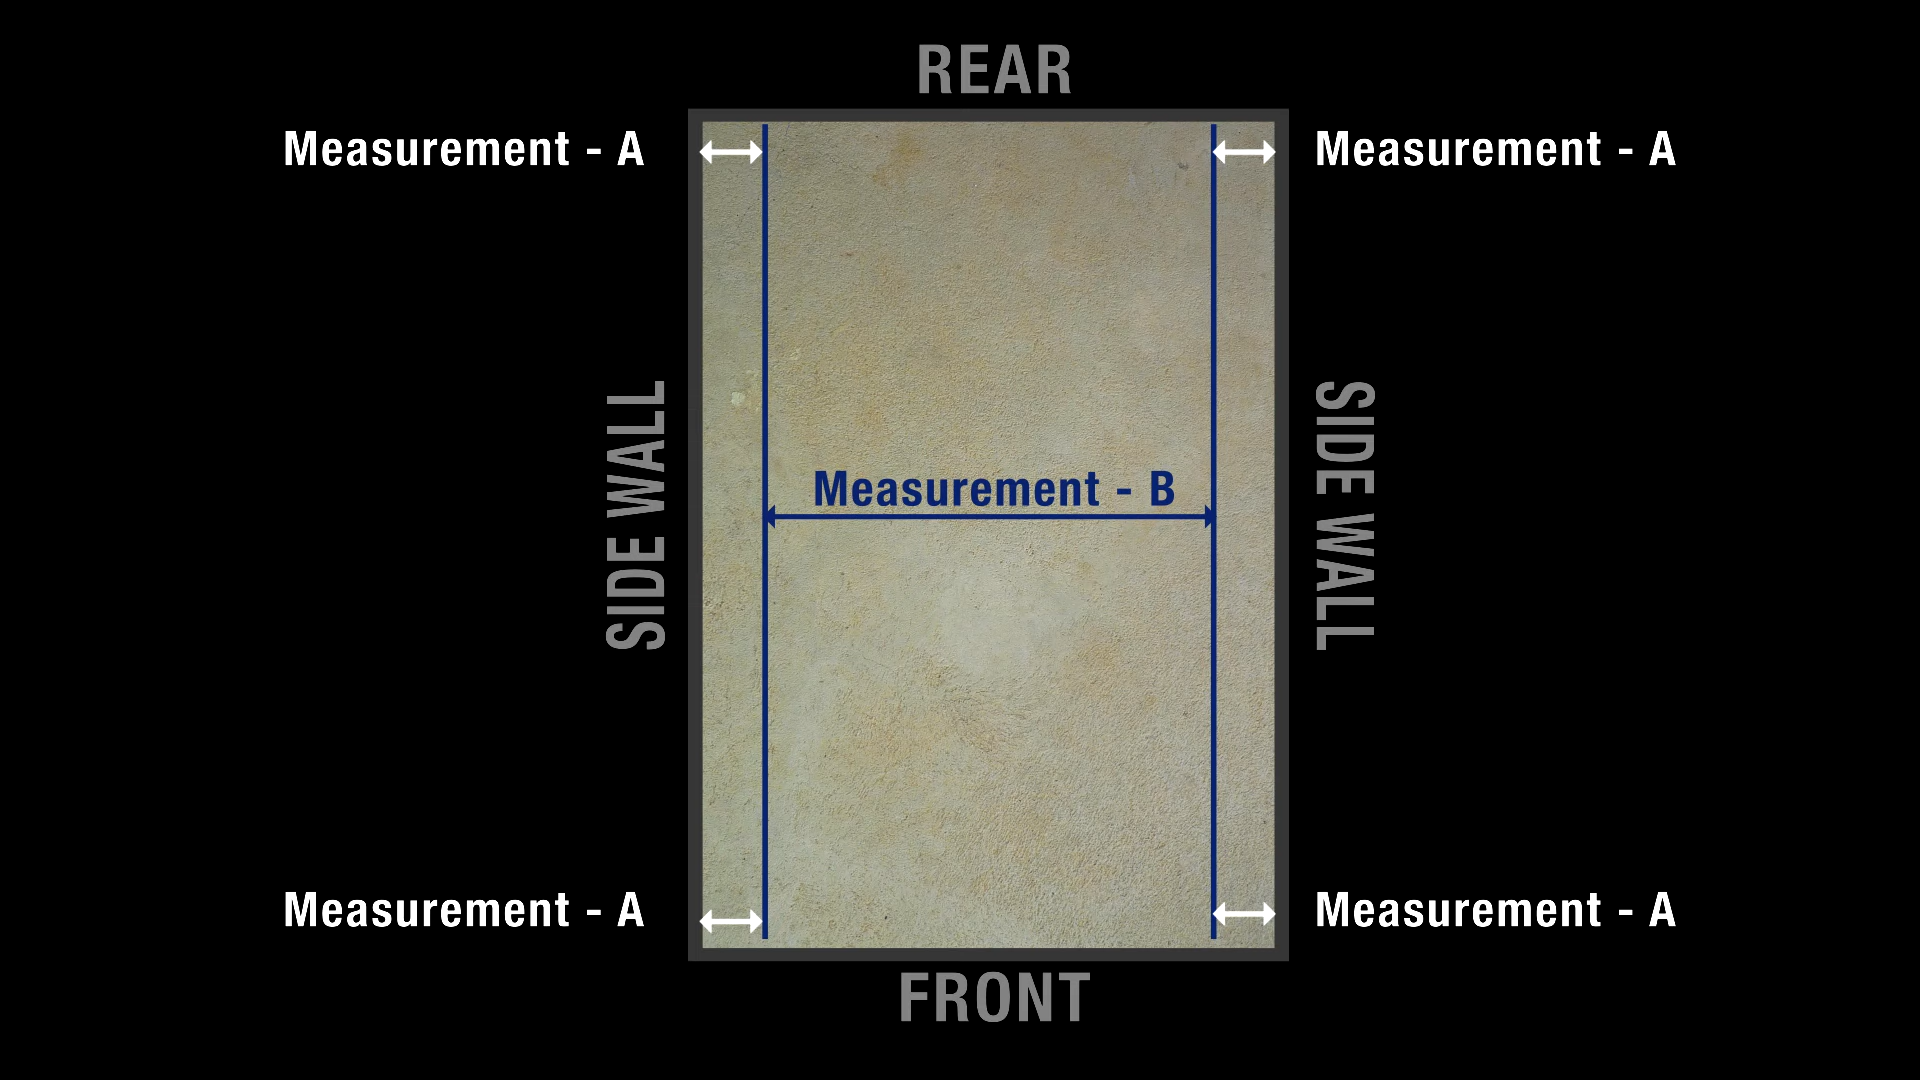 REAR
Measurement - A
Measurement - A
SIDE WALL
Measurement - B
SIDE WALL
Measurement - A
Measurement - A
FRONT